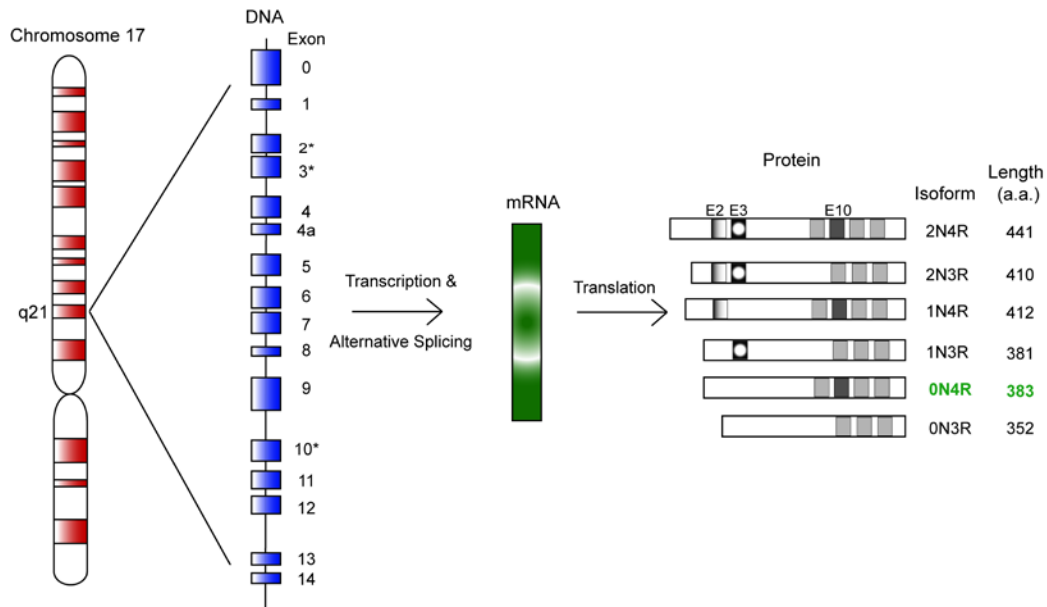 Chromosome 17
q21
DNA
Exon
0
1
2*
3*
4
4a
5
6
7
8
9
10*
11
12
13
14
Transcription &
Alternative Splicing
mRNA
Translation
Protein
Isoform
Length
(a.a.)
E2 E3 E10
2N4R 441
2N3R 410
1N4R 412
1N3R 381
0N4R 383
0N3R 352